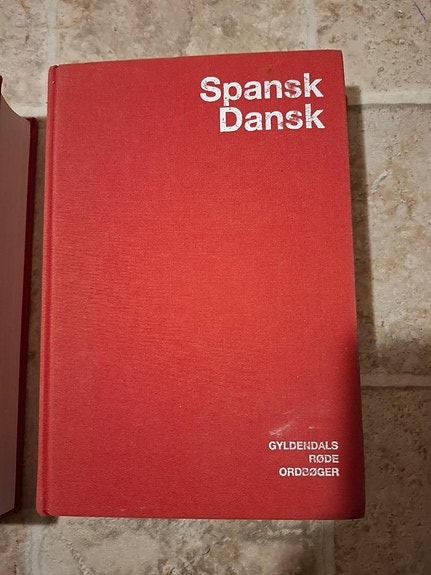 Spansk
Dansk
GYLDENDALS
RØDE
ORDBØGER